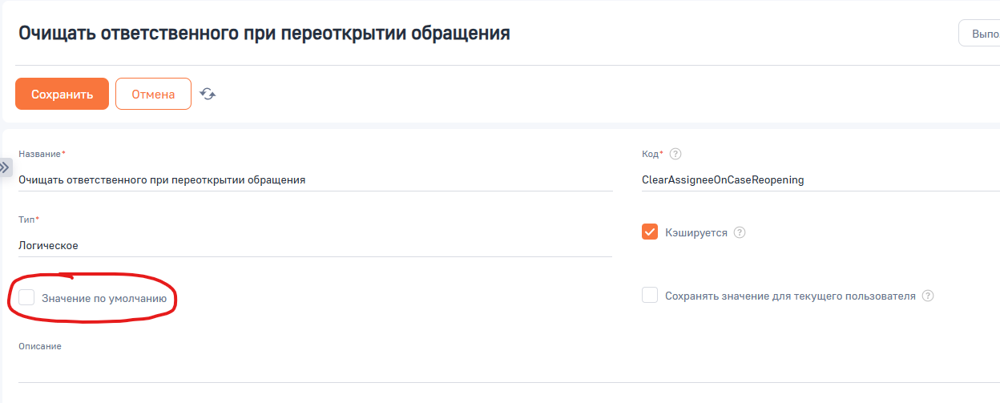 Очищать ответственного при переоткрытии обращения
Выпо
Сохранить
Отмена
Название*
Код* ?
Очищать ответственного при переоткрытии обращения
ClearAssigneeOnCaseReopening
Тип*
Логическое
Кэшируется ?
Значение по умолчанию
Сохранять значение для текущего пользователя ?
Описание